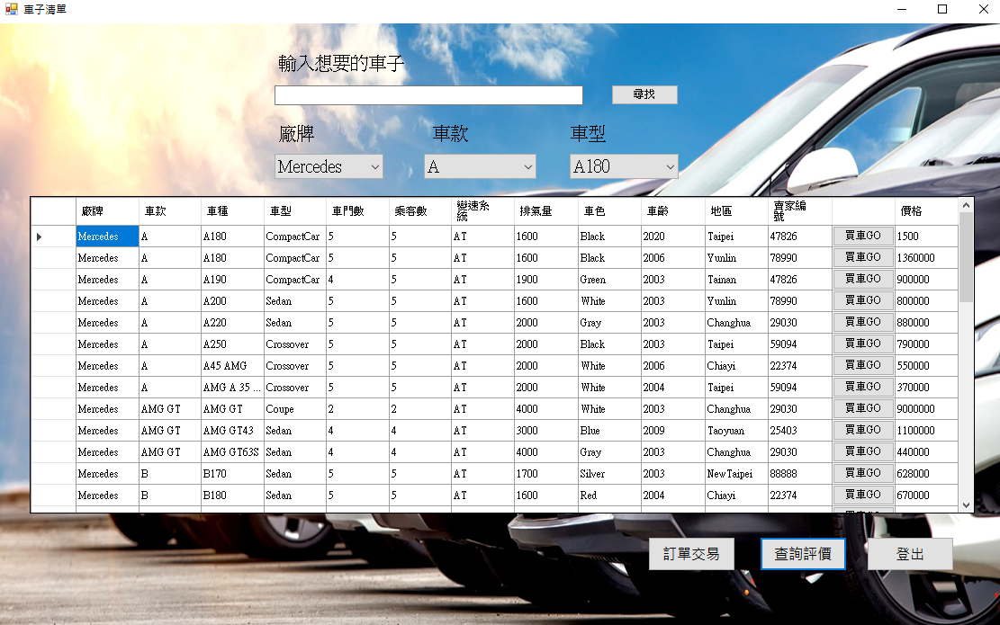 車子清單
輸入想要的車子
尋找
廠牌 車款 車型
Mercedes A A180
廠牌 車款 車種 車型 車門數 乘客數 變速系統 排氣量 車色 車齡 地區 賣家編號 價格
Mercedes A A180 CompactCar 5 5 AT 1600 Black 2020 Taipei 47826 買車GO 1500
Mercedes A A180 CompactCar 5 5 AT 1600 Black 2006 Yunlin 78990 買車GO 1360000
Mercedes A A190 CompactCar 4 5 AT 1900 Green 2003 Tainan 47826 買車GO 900000
Mercedes A A200 Sedan 5 5 AT 1600 White 2003 Yunlin 78990 買車GO 800000
Mercedes A A220 Sedan 5 5 AT 2000 Gray 2003 Changhua 29030 買車GO 880000
Mercedes A A250 Crossover 5 5 AT 2000 Black 2003 Taipei 59094 買車GO 790000
Mercedes A A45 AMG Crossover 5 5 AT 2000 White 2006 Chiayi 22374 買車GO 550000
Mercedes A AMG A 35 ... Crossover 5 5 AT 2000 White 2004 Taipei 59094 買車GO 370000
Mercedes AMG GT AMG GT Coupe 2 2 AT 4000 White 2003 Changhua 29030 買車GO 9000000
Mercedes AMG GT AMG GT43 Sedan 4 4 AT 3000 Blue 2009 Taoyuan 25403 買車GO 1100000
Mercedes AMG GT AMG GT63S Sedan 4 4 AT 4000 Gray 2003 Changhua 29030 買車GO 440000
Mercedes B B170 Sedan 5 5 AT 1700 Silver 2003 NewTaipei 88888 買車GO 628000
Mercedes B B180 Sedan 5 5 AT 1600 Red 2004 Chiayi 22374 買車GO 670000
訂單交易 查詢評價 登出